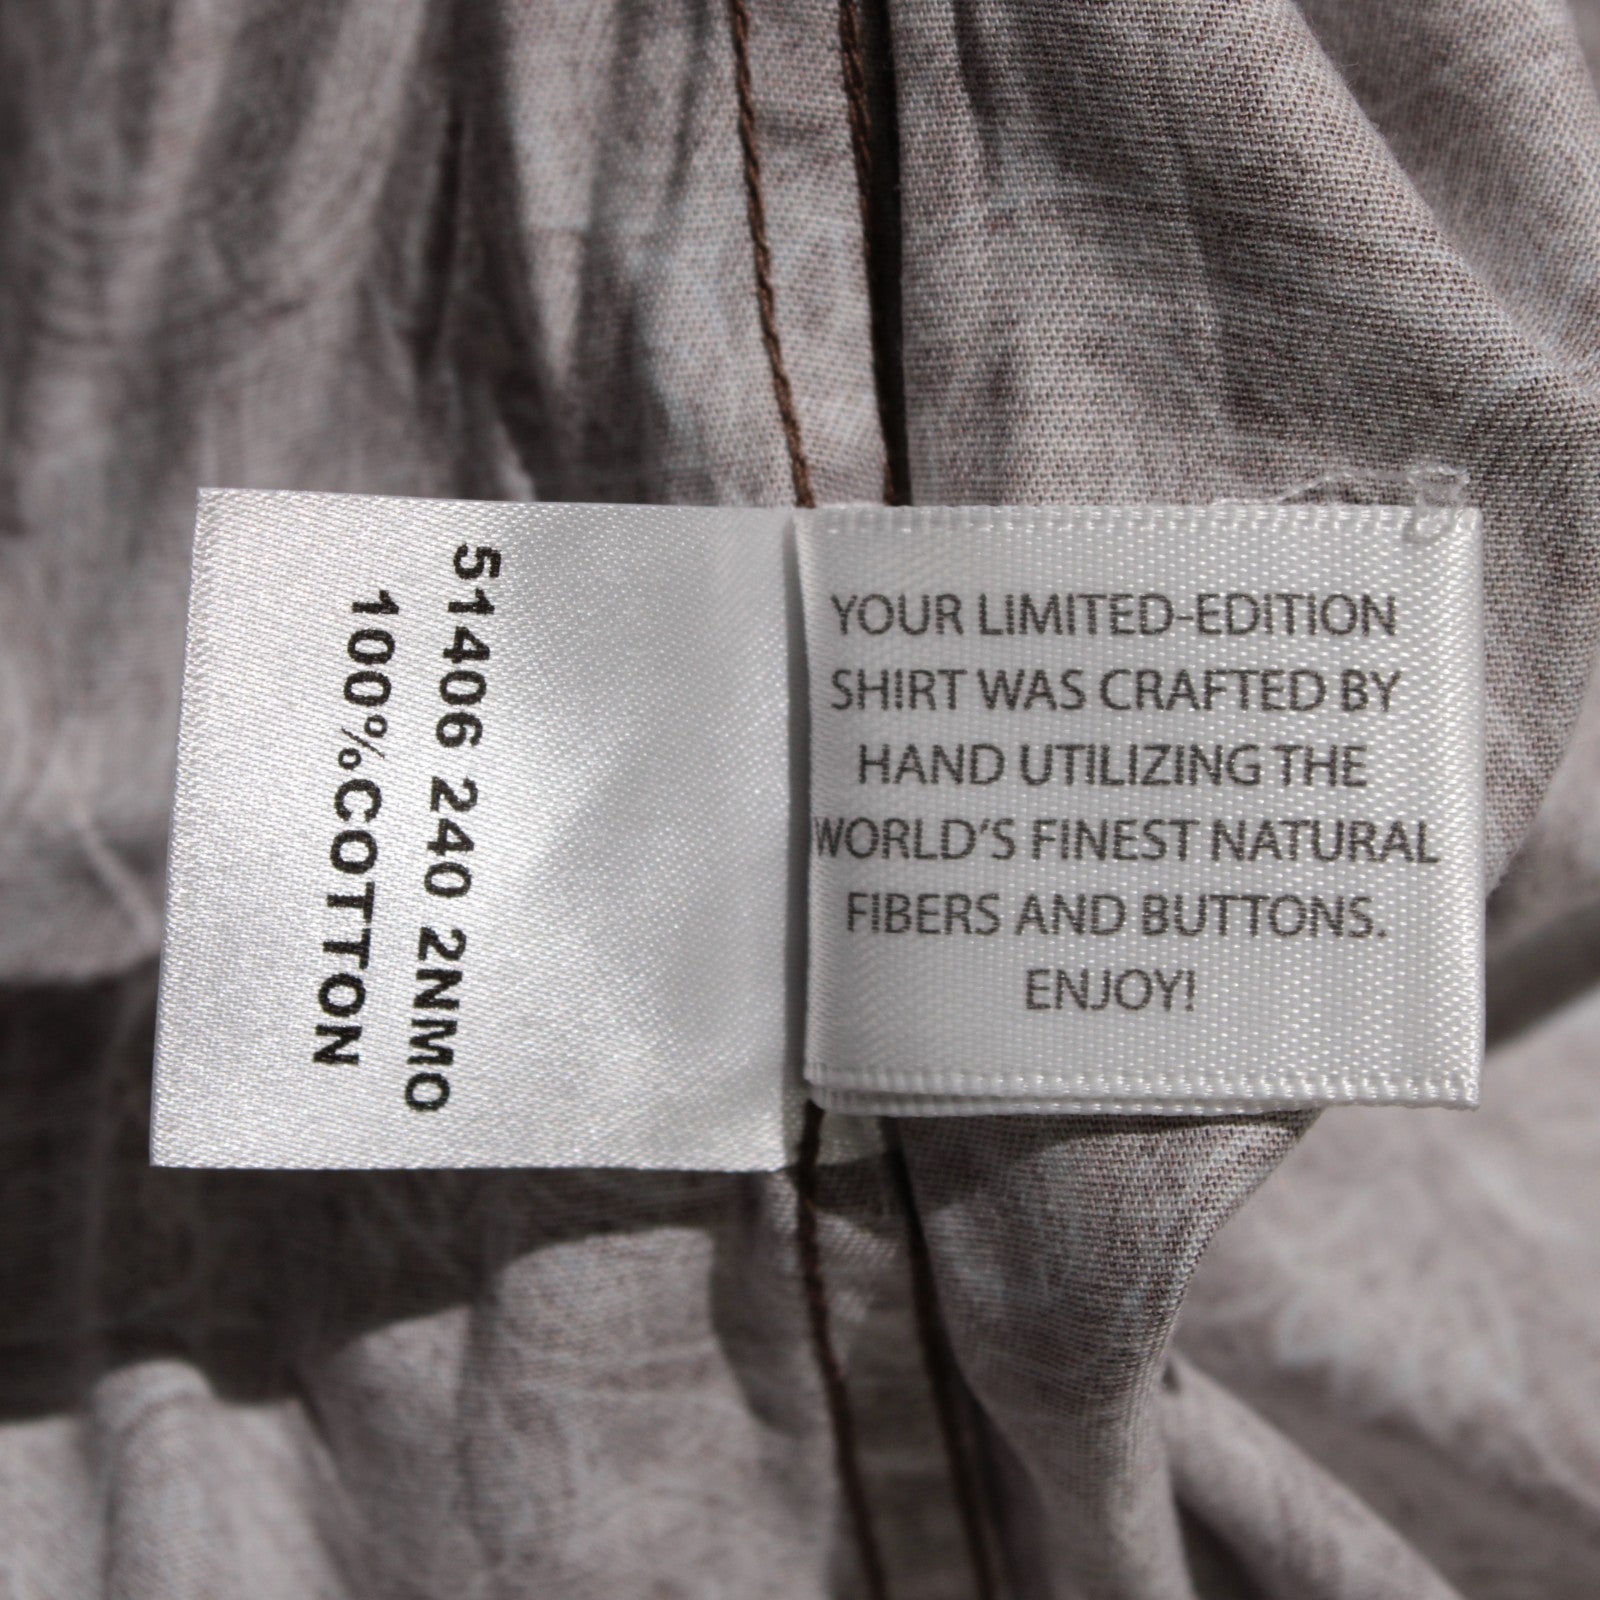 51406 240 2NMO
100%COTTON
YOUR LIMITED-EDITION
SHIRT WAS CRAFTED BY
HAND UTILIZING THE
WORLD'S FINEST NATURAL
FIBERS AND BUTTONS.
ENJOY!